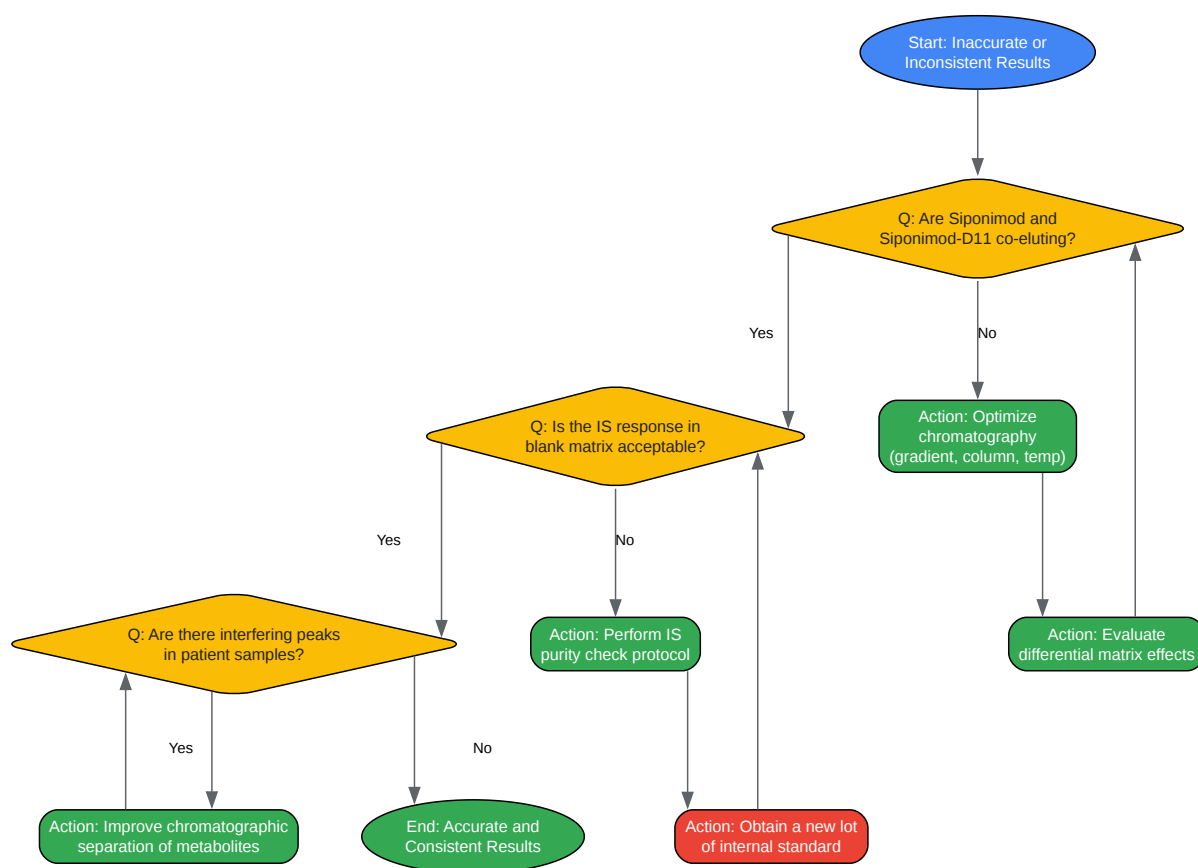 Start: Inaccurate or
Inconsistent Results
Q: Are Siponimod and
Siponimod-D11 co-eluting?
Yes
No
Q: Is the IS response in
blank matrix acceptable?
Action: Optimize
chromatography
(gradient, column, temp)
Yes
No
Q: Are there interfering peaks
in patient samples?
Action: Perform IS
purity check protocol
Action: Evaluate
differential matrix effects
Yes
No
Action: Improve chromatographic
separation of metabolites
End: Accurate and
Consistent Results
Action: Obtain a new lot
of internal standard